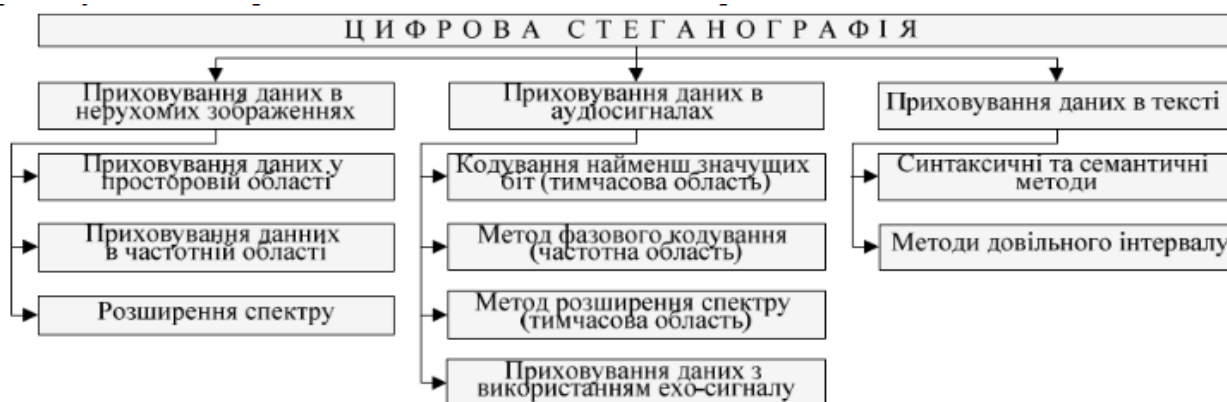 ЦИФРОВА СТЕГАНОГРАФІЯ
Приховування даних в
нерухомих зображеннях
Приховування даних у
просторовій області
Приховування данних
в частотній області
Розширення спектру
Приховування даних в
аудіосигналах
Кодування найменш значущих
біт (тимчасова область)
Метод фазового кодування
(частотна область)
Метод розширення спектру
(тимчасова область)
Приховування даних з
використанням ехо-сигналу
Приховування даних в тексті
Синтаксичні та семантичні
методи
Методи довільного інтервалу